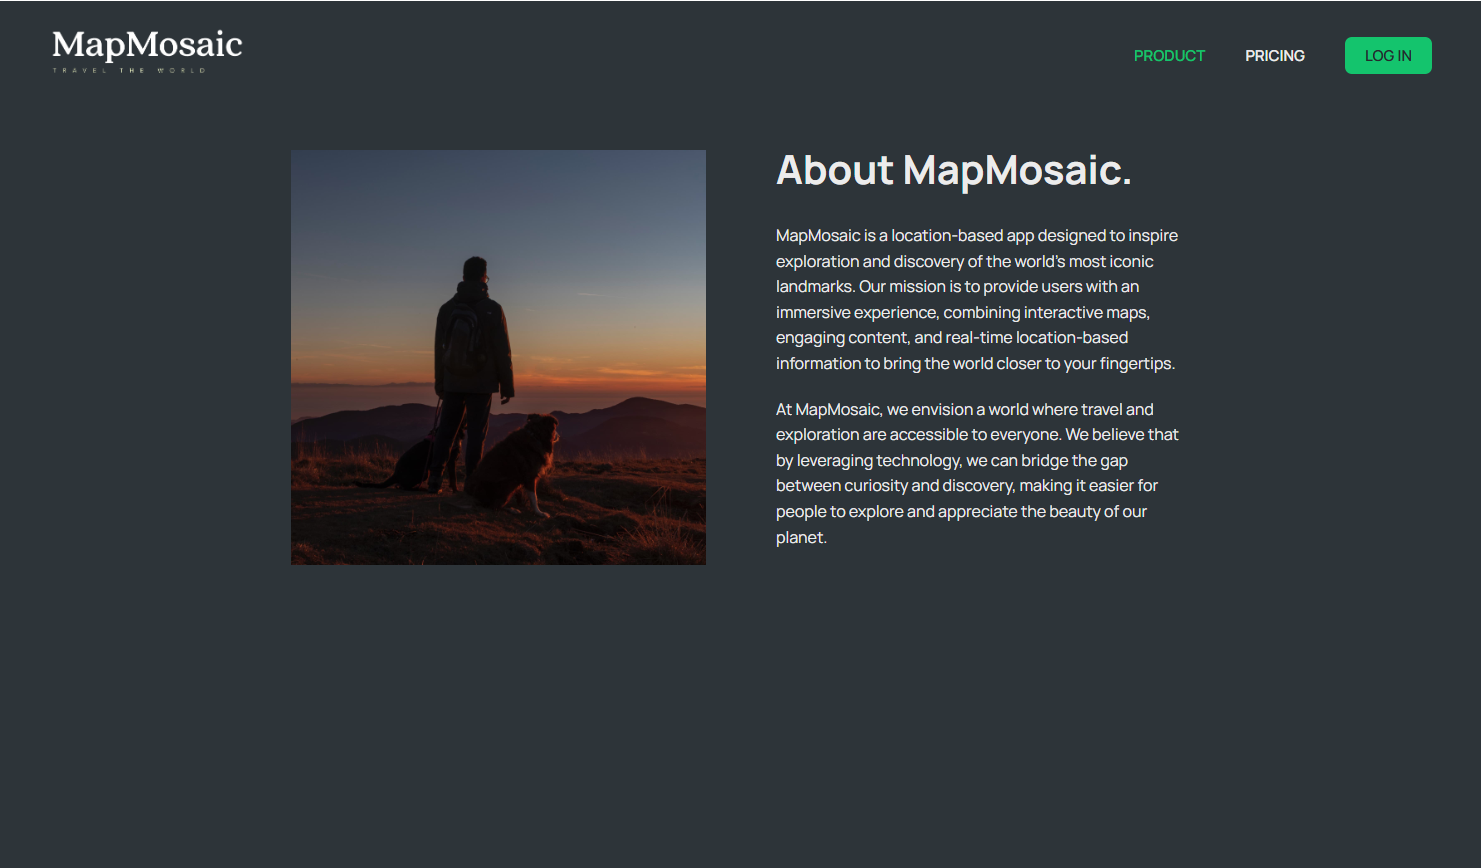 MapMosaic
TRAVEL THE WORLD
PRODUCT
PRICING
LOG IN
About MapMosaic.
MapMosaic is a location-based app designed to inspire
exploration and discovery of the world's most iconic
landmarks. Our mission is to provide users with an
immersive experience, combining interactive maps,
engaging content, and real-time location-based
information to bring the world closer to your fingertips.
At MapMosaic, we envision a world where travel and
exploration are accessible to everyone. We believe that
by leveraging technology, we can bridge the gap
between curiosity and discovery, making it easier for
people to explore and appreciate the beauty of our
planet.